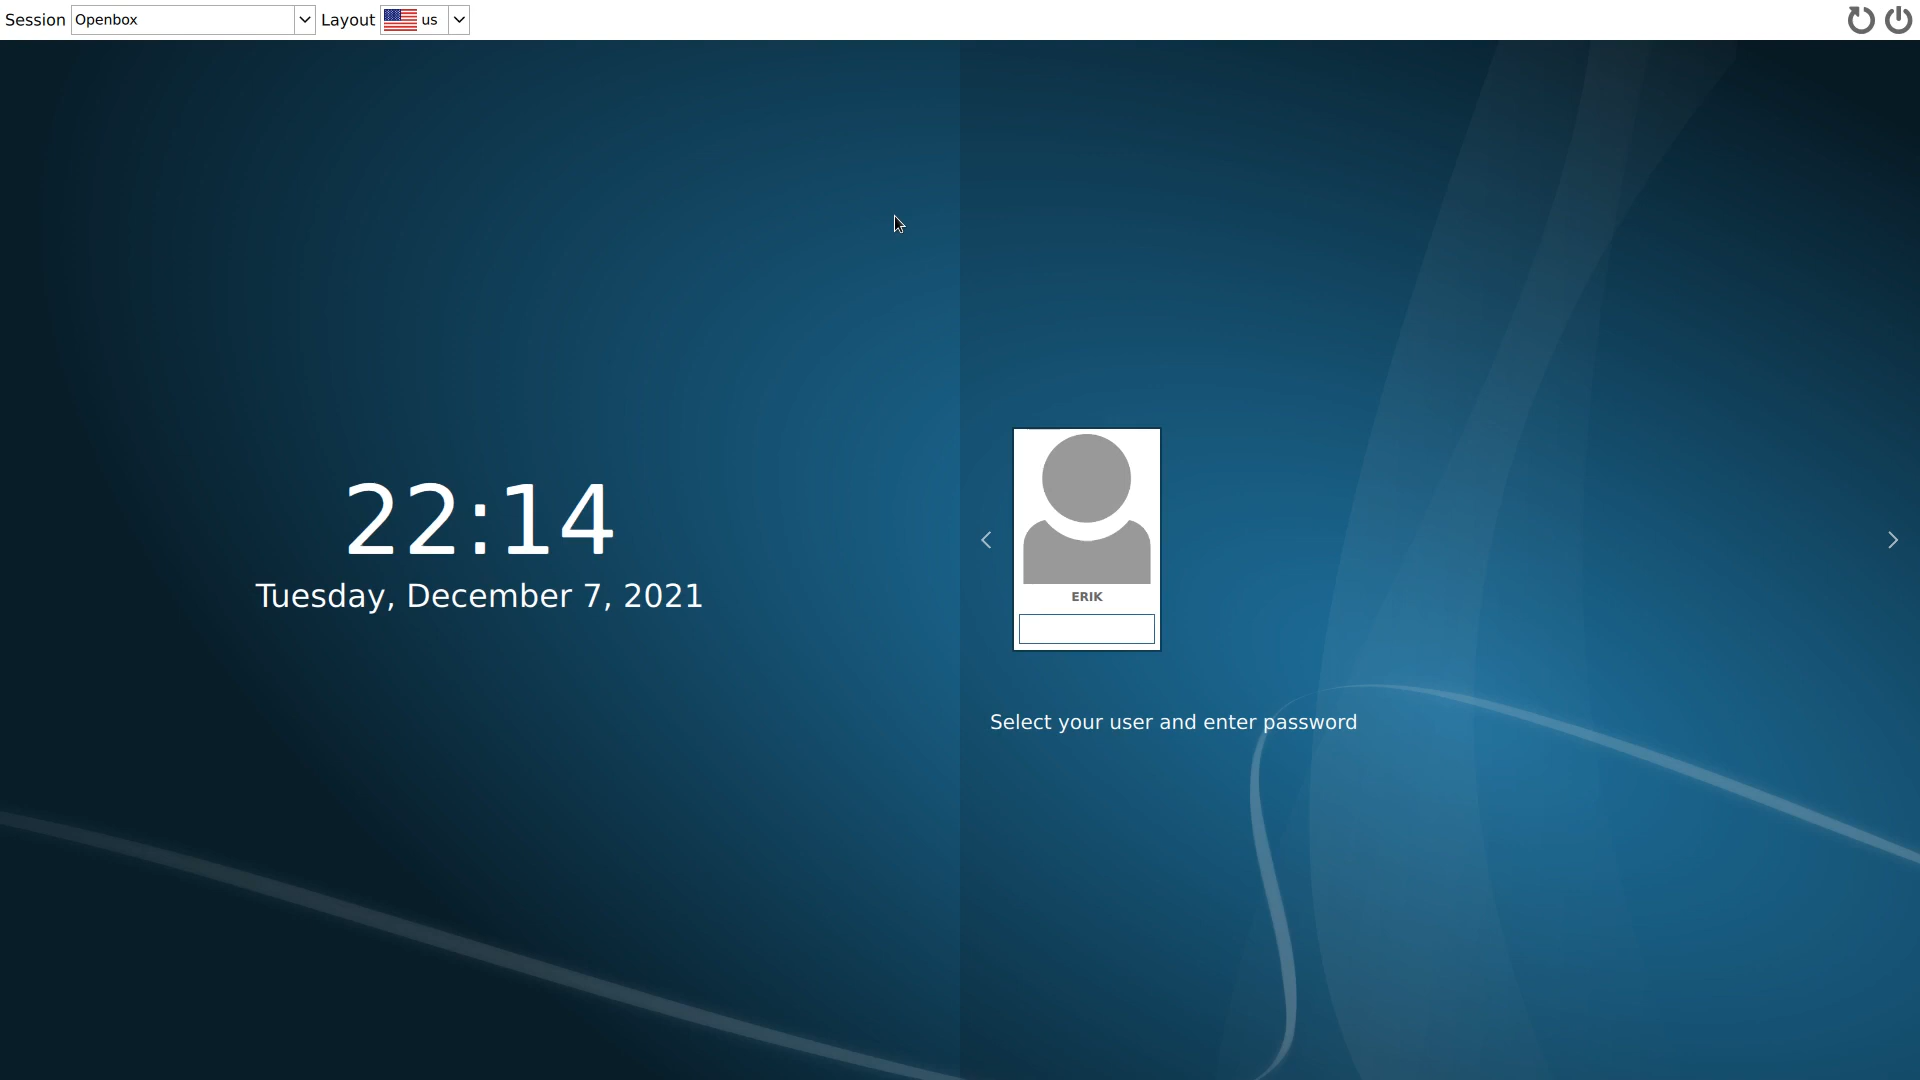 Session Openbox Layout us
22:14
Tuesday, December 7, 2021
ERIK
Select your user and enter password